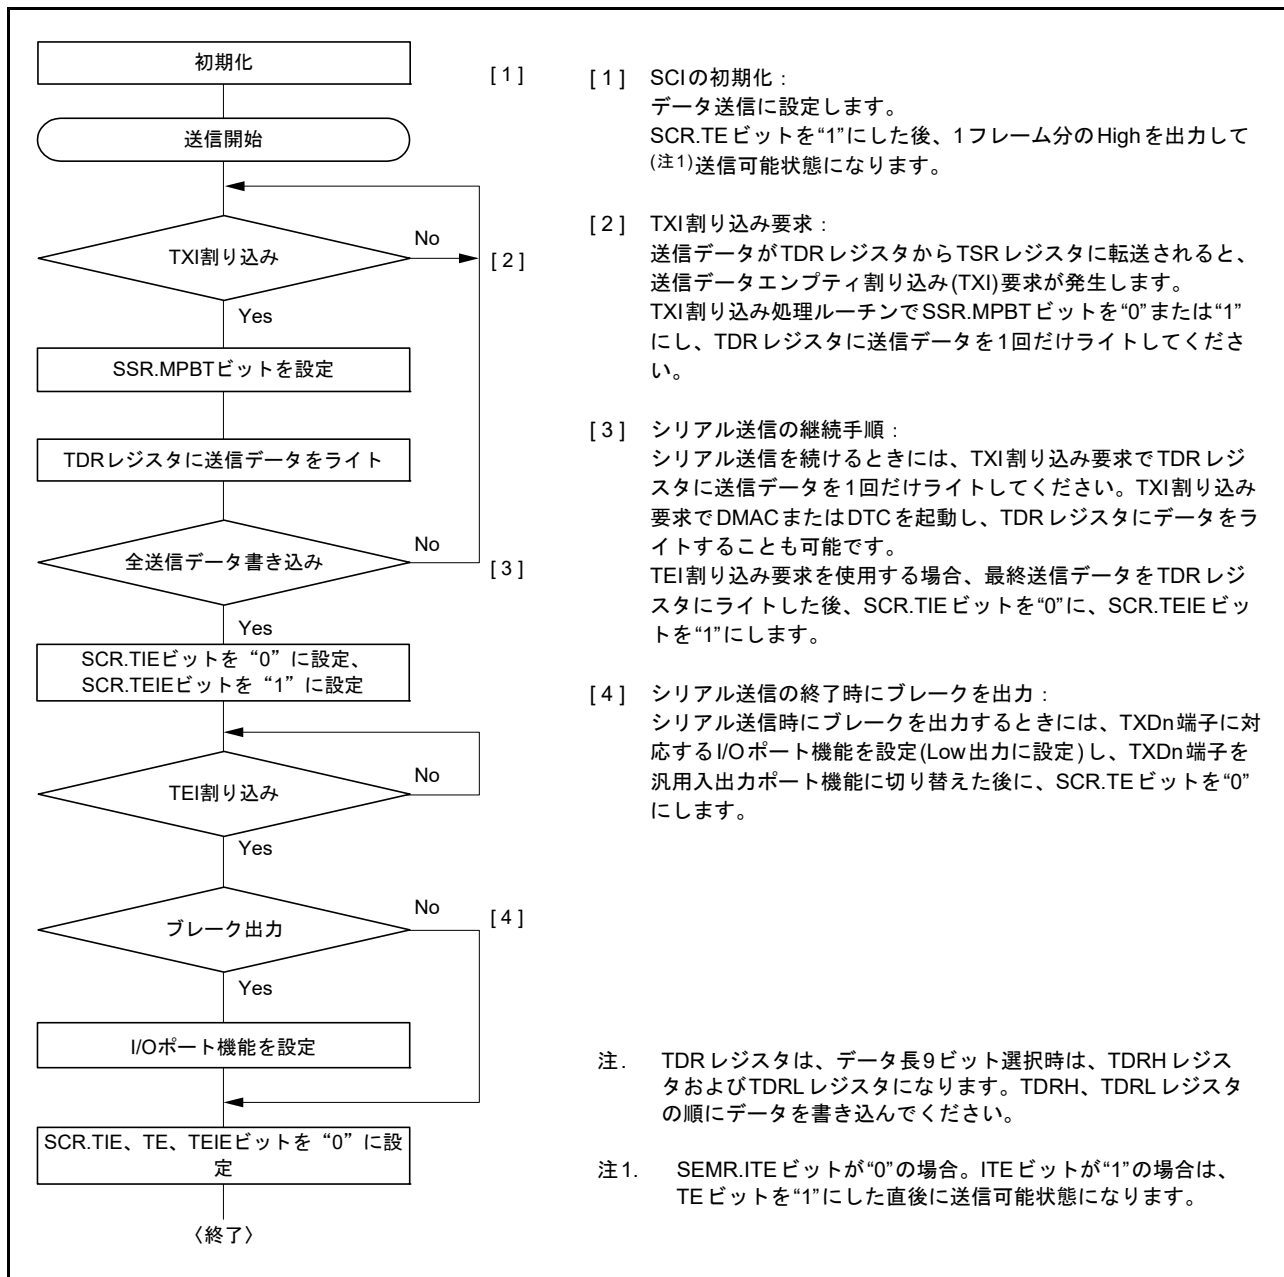 初期化
[1]
送信開始
TXI割り込み
No
[2]
Yes
SSR.MPBTビットを設定
TDRレジスタに送信データをライト
全送信データ書き込み
No
[3]
Yes
SCR.TIEビットを“0”に設定、
SCR.TEIEビットを“1”に設定
TEI割り込み
No
Yes
ブレーク出力
No
[4]
Yes
I/Oポート機能を設定
SCR.TIE、TE、TEIEビットを“0”に設
定
〈終了〉
[1] SCIの初期化：
データ送信に設定します。
SCR.TEビットを“1”にした後、1フレーム分のHighを出力して
(注1)送信可能状態になります。
[2] TXI割り込み要求：
送信データがTDRレジスタからTSRレジスタに転送されると、
送信データエンプティ割り込み(TXI)要求が発生します。
TXI割り込み処理ルーチンでSSR.MPBTビットを“0”または“1”
にし、TDRレジスタに送信データを1回だけライトしてくださ
い。
[3] シリアル送信の継続手順：
シリアル送信を続けるときには、TXI割り込み要求でTDRレジ
スタに送信データを1回だけライトしてください。TXI割り込み
要求でDMACまたはDTCを起動し、TDRレジスタにデータをラ
イトすることも可能です。
TEI割り込み要求を使用する場合、最終送信データをTDRレジ
スタにライトした後、SCR.TIEビットを“0”に、SCR.TEIEビッ
トを“1”にします。
[4] シリアル送信の終了時にブレークを出力：
シリアル送信時にブレークを出力するときには、TXDn端子に対
応するI/Oポート機能を設定(Low出力に設定)し、TXDn端子を
汎用入出力ポート機能に切り替えた後に、SCR.TEビットを“0”
にします。
注. TDRレジスタは、データ長9ビット選択時は、TDRHレジス
タおよびTDRLレジスタになります。TDRH、TDRLレジスタ
の順にデータを書き込んでください。
注1. SEMR.ITEビットが“0”の場合。ITEビットが“1”の場合は、
TEビットを“1”にした直後に送信可能状態になります。